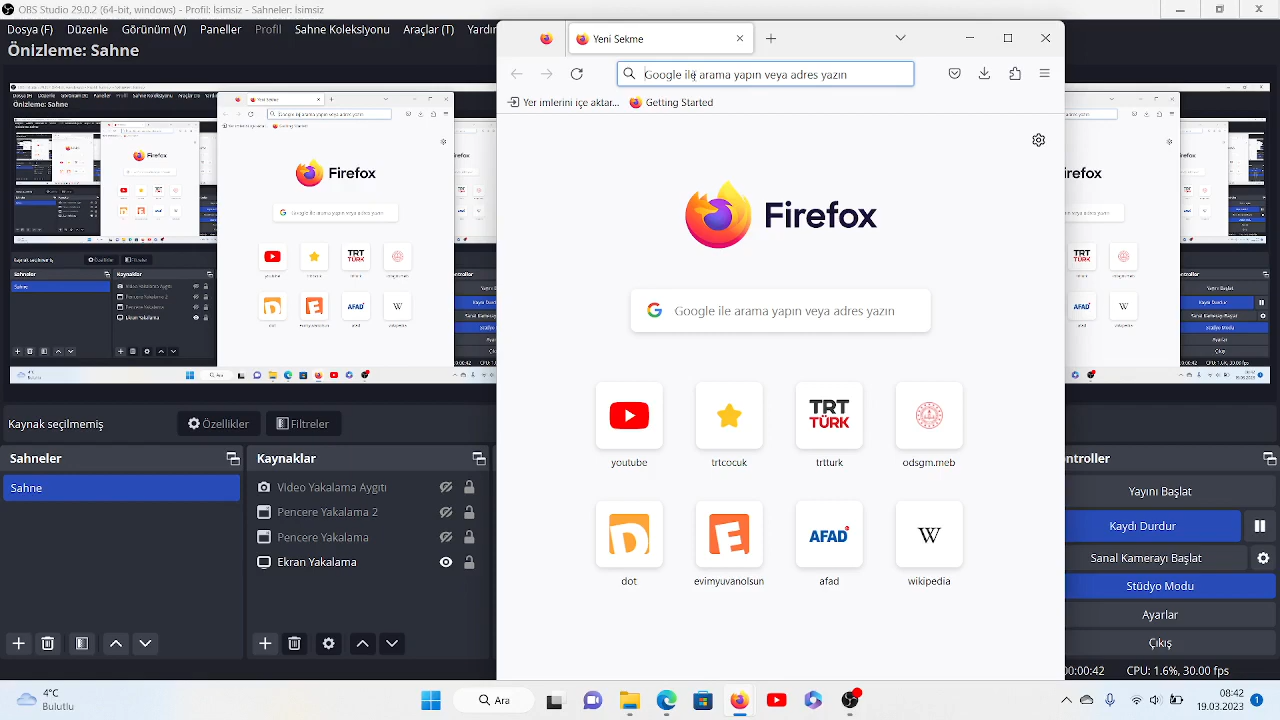 OBS Studio 29.0.2 (64-bit, windows) - Profil: İsimsiz - Sahneler: İsimsiz
Dosya (F) Düzenle Görünüm (V) Paneller Profil Sahne Koleksiyonu Araçlar (T) Yardım
Önizleme: Sahne
Yeni Sekme
Google ile arama yapın veya adres yazın
Yer imlerini içe aktar... Getting Started
Firefox
Google ile arama yapın veya adres yazın
youtube trtcocuk trtturk odsgm.meb
TRT TÜRK
AFAD
dot evimyuvanolsun afad wikipedia
Kaynak seçilmemiş Özellikler Filtreler
Sahneler
Sahne
Kaynaklar
Video Yakalama Aygıtı
Pencere Yakalama 2
Pencere Yakalama
Ekran Yakalama
ntroller
Yayını Başlat
Kaydı Durdur
Sanal Kamerayı Başlat
Stüdyo Modu
Ayarlar
Çıkış
00:00:42 CPU: 1.6%, 30.00 fps
4°C
Bulutlu
Ara
08:42
19.03.2023
1